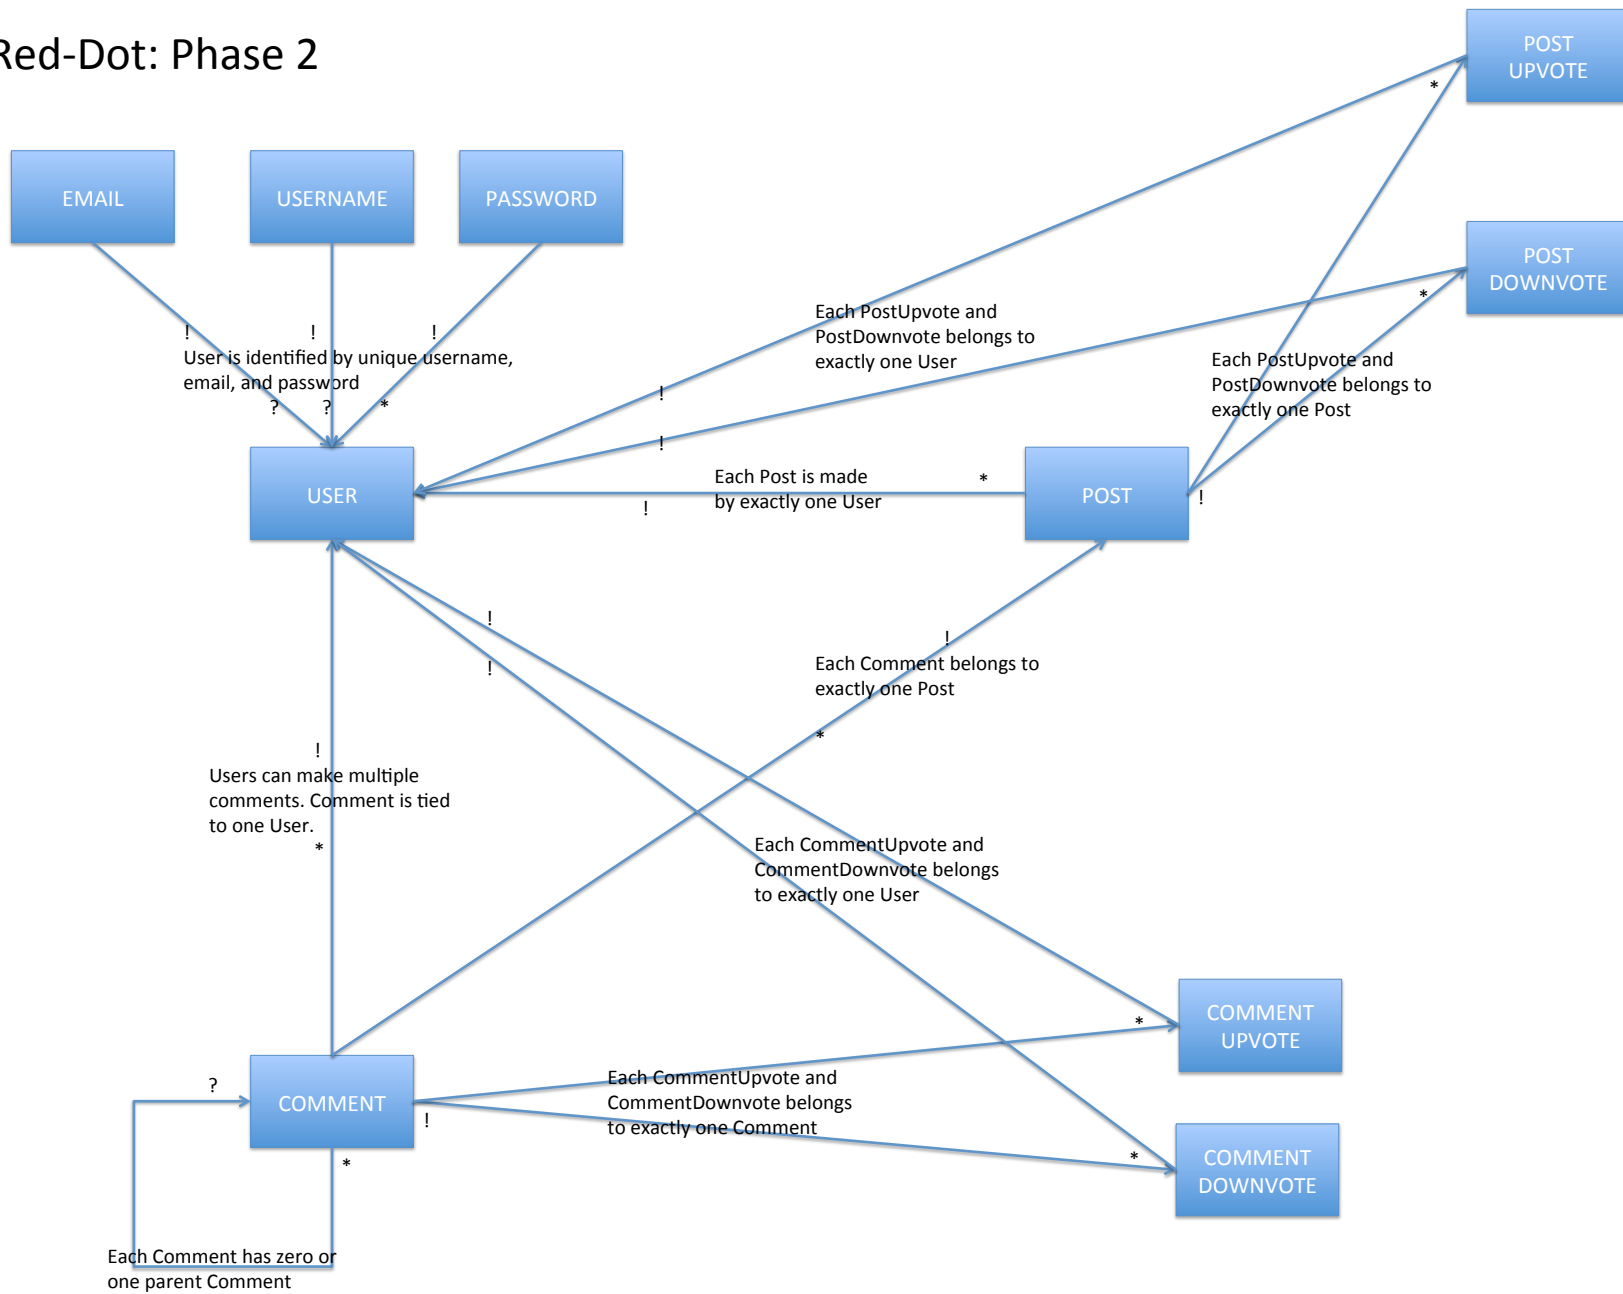 Red-Dot: Phase 2
POST
UPVOTE
*
EMAIL
USERNAME
PASSWORD
POST
DOWNVOTE
*
Each PostUpvote and
PostDownvote belongs to
exactly one User
!
!
!
User is identified by unique username,
email, and password
?
?
*
Each PostUpvote and
PostDownvote belongs to
exactly one Post
!
!
USER
Each Post is made
by exactly one User
*
!
POST
!
!
!
!
Each Comment belongs to
exactly one Post
*
!
Users can make multiple
comments. Comment is tied
to one User.
*
Each CommentUpvote and
CommentDownvote belongs
to exactly one User
COMMENT
UPVOTE
*
?
COMMENT
!
*
Each CommentUpvote and
CommentDownvote belongs
to exactly one Comment
*
COMMENT
DOWNVOTE
Each Comment has zero or
one parent Comment